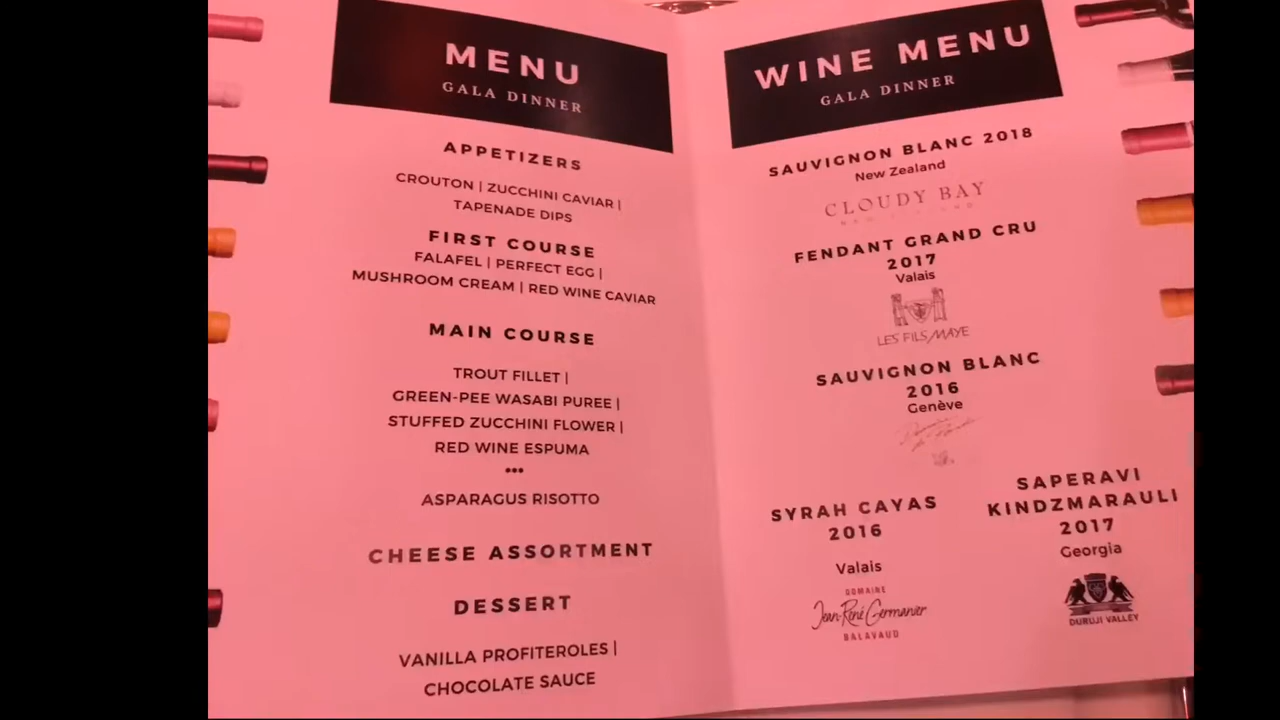 MENU
GALA DINNER
APPETIZERS
CROUTON | ZUCCHINI CAVIAR |
TAPENADE DIPS
FIRST COURSE
FALAFEL | PERFECT EGG |
MUSHROOM CREAM | RED WINE CAVIAR
MAIN COURSE
TROUT FILLET |
GREEN-PEE WASABI PUREE |
STUFFED ZUCCHINI FLOWER |
RED WINE ESPUMA
•••
ASPARAGUS RISOTTO
CHEESE ASSORTMENT
DESSERT
VANILLA PROFITEROLES |
CHOCOLATE SAUCE
WINE MENU
GALA DINNER
SAUVIGNON BLANC 2018
New Zealand
CLOUDY BAY
NEW ZEALAND
FENDANT GRAND CRU
2017
Valais
LES FILS MAYE
SAUVIGNON BLANC
2016
Genève
SYRAH CAYAS
2016
Valais
DOMAINE
Jean-René Germanier
BALAVAUD
SAPERAVI
KINDZMARAULI
2017
Georgia
DURUJI VALLEY